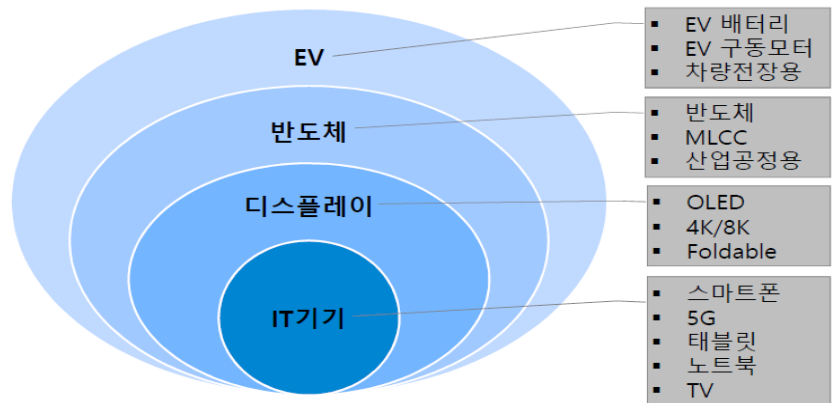 EV
▪ EV 배터리
▪ EV 구동모터
▪ 차량전장용
반도체
▪ 반도체
▪ MLCC
▪ 산업공정용
디스플레이
▪ OLED
▪ 4K/8K
▪ Foldable
IT기기
▪ 스마트폰
▪ 5G
▪ 태블릿
▪ 노트북
▪ TV